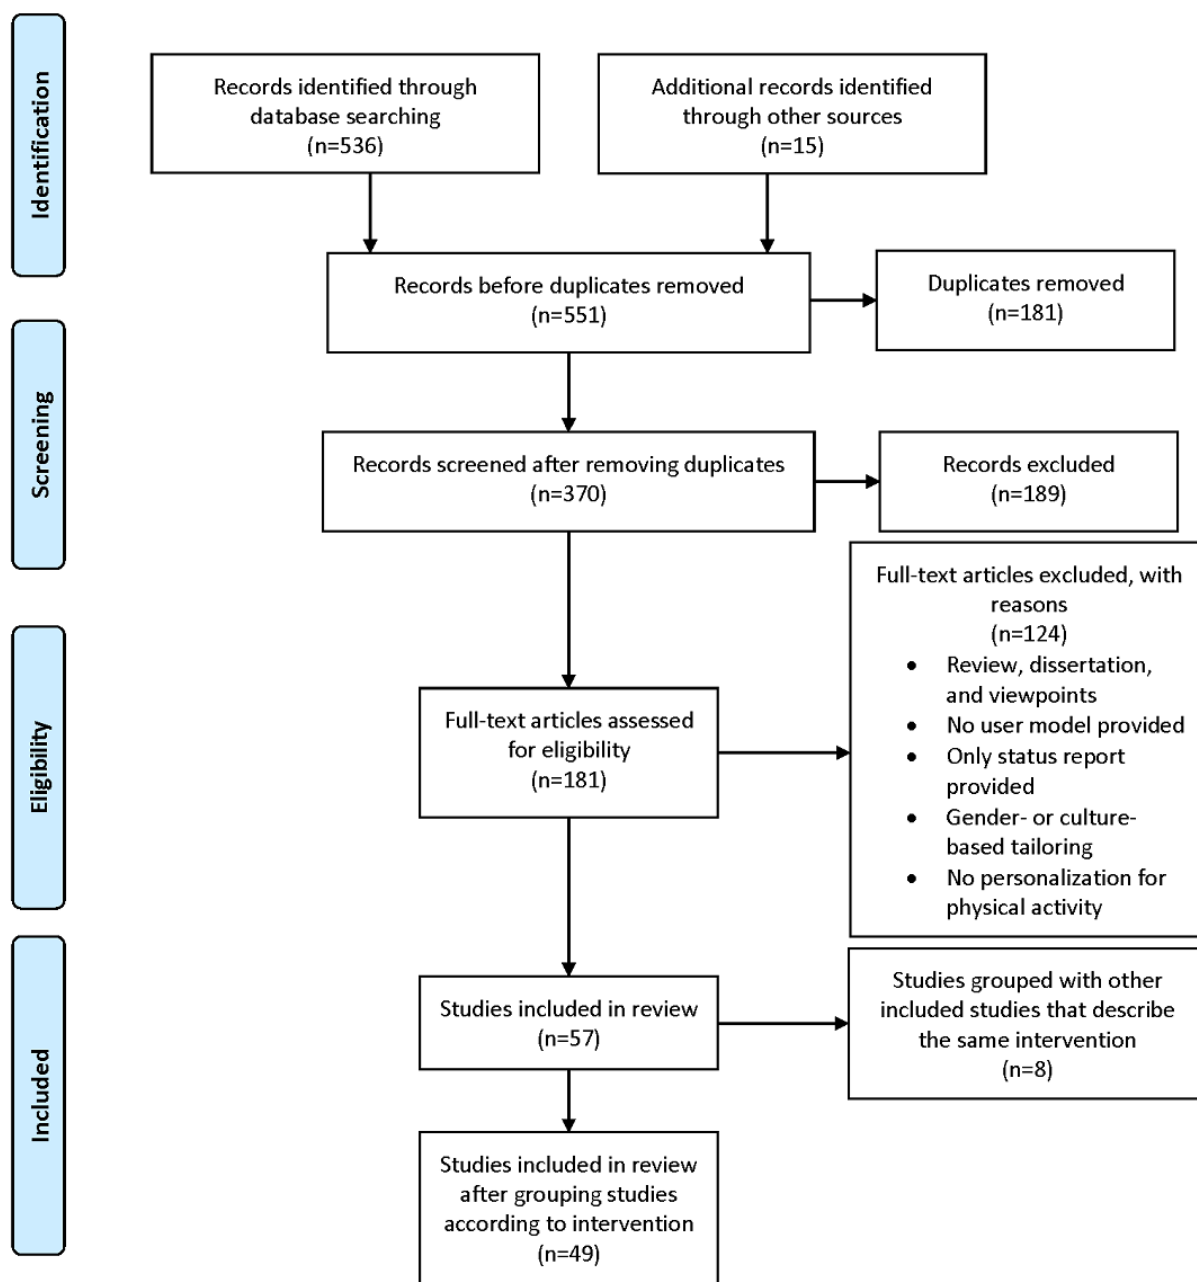 Identification
Records identified through
database searching
(n=536)
Additional records identified
through other sources
(n=15)
Records before duplicates removed
(n=551)
Duplicates removed
(n=181)
Screening
Records screened after removing duplicates
(n=370)
Records excluded
(n=189)
Eligibility
Full-text articles assessed
for eligibility
(n=181)
Full-text articles excluded, with
reasons
(n=124)
• Review, dissertation,
and viewpoints
• No user model provided
• Only status report
provided
• Gender- or culture-
based tailoring
• No personalization for
physical activity
Included
Studies included in review
(n=57)
Studies grouped with other
included studies that describe
the same intervention
(n=8)
Studies included in review
after grouping studies
according to intervention
(n=49)